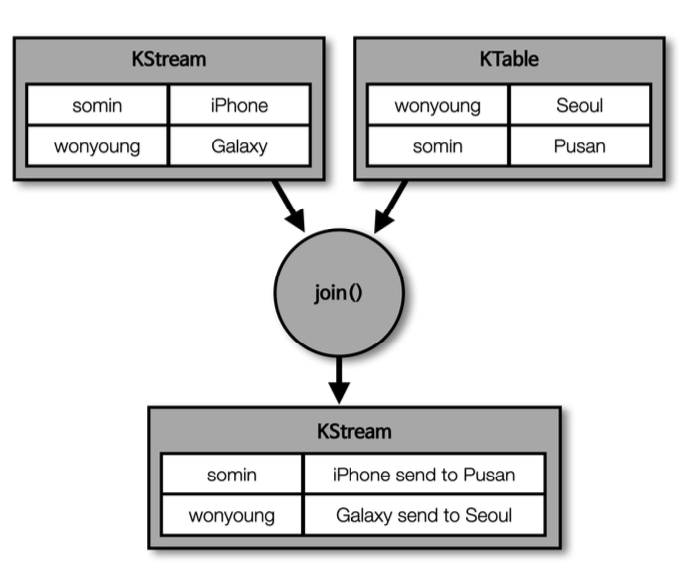 KStream
somin iPhone
wonyoung Galaxy
KTable
wonyoung Seoul
somin Pusan
join()
KStream
somin iPhone send to Pusan
wonyoung Galaxy send to Seoul